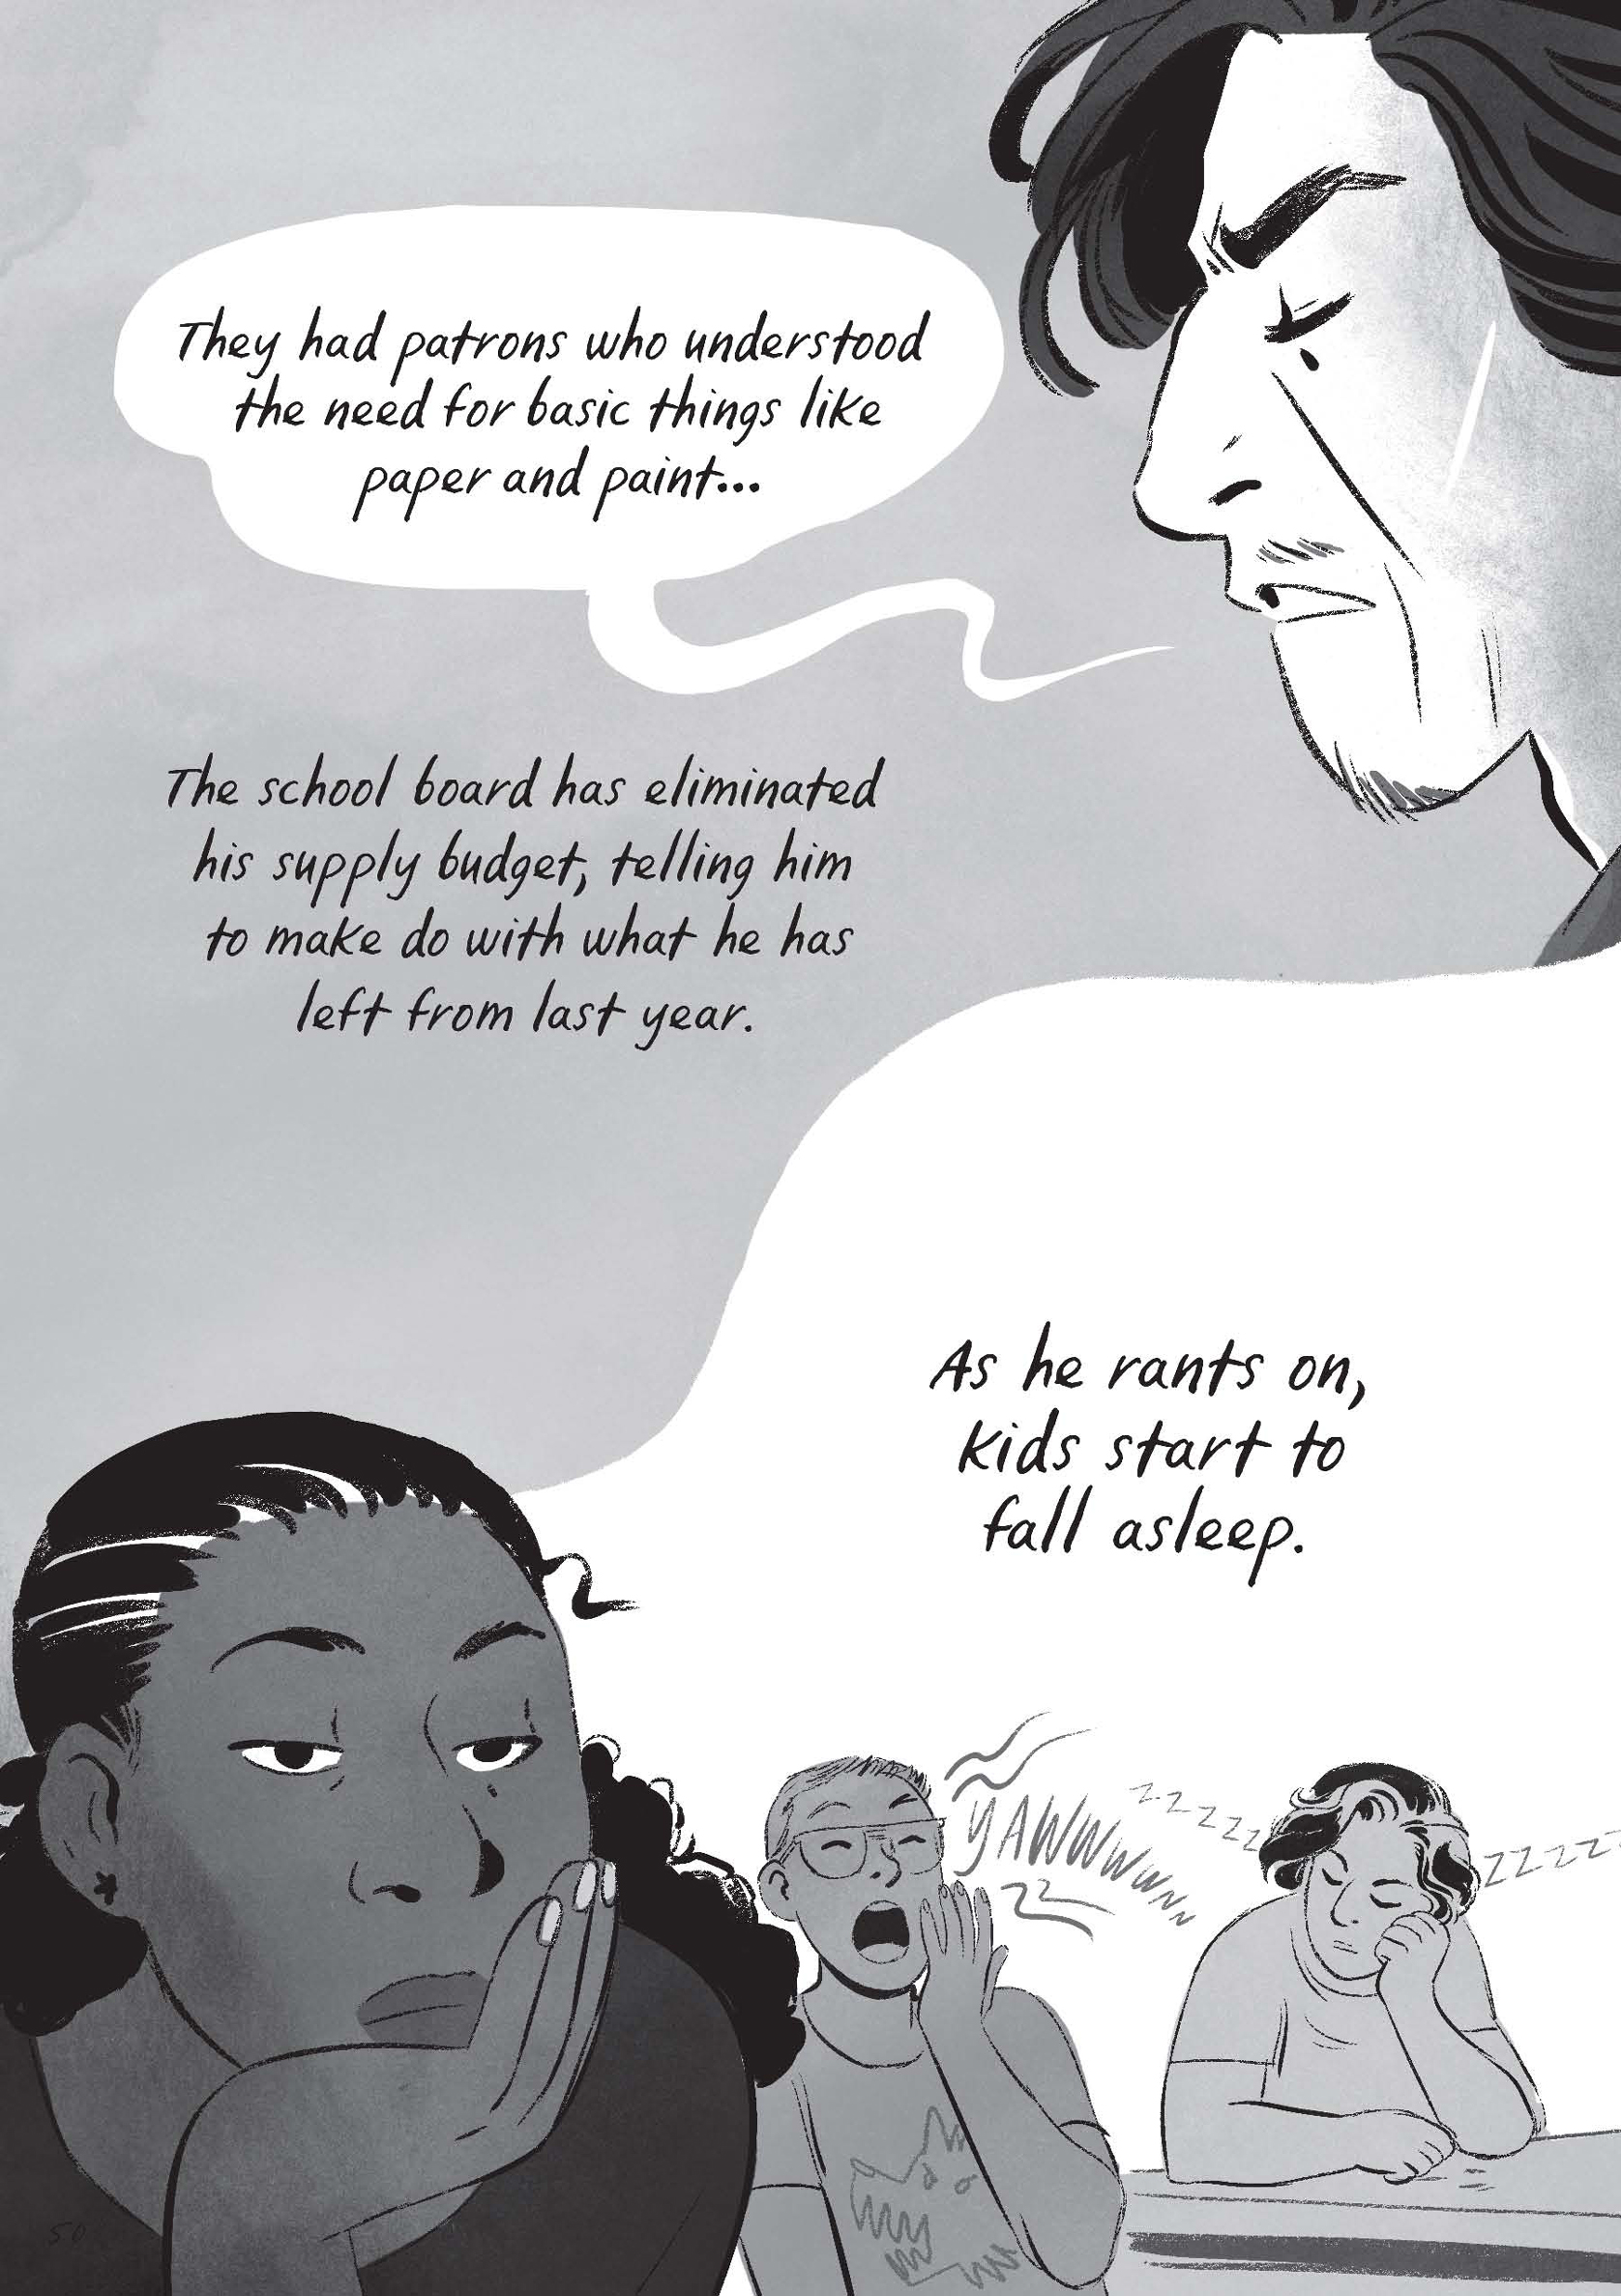 They had patrons who understood
the need for basic things like
paper and paint...
The school board has eliminated
his supply budget, telling him
to make do with what he has
left from last year.
As he rants on,
kids start to
fall asleep.
YAWWWWNN
ZZZZZ
ZZZZZ
50